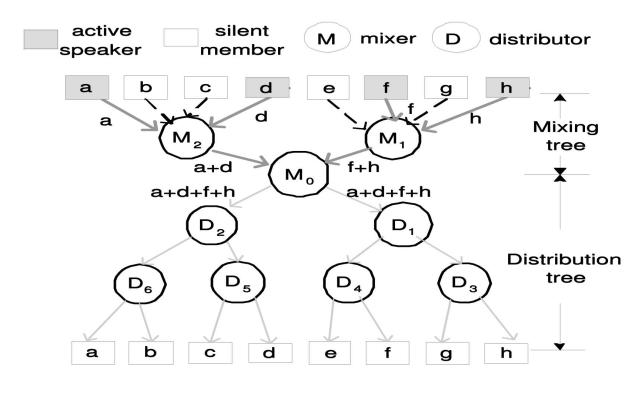 active speaker
silent member
M mixer
D distributor
a b c d e f g h
a d f h
M2 M1
Mixing tree
a+d f+h
M0
a+d+f+h a+d+f+h
D2 D1
Distribution tree
D6 D5 D4 D3
a b c d e f g h